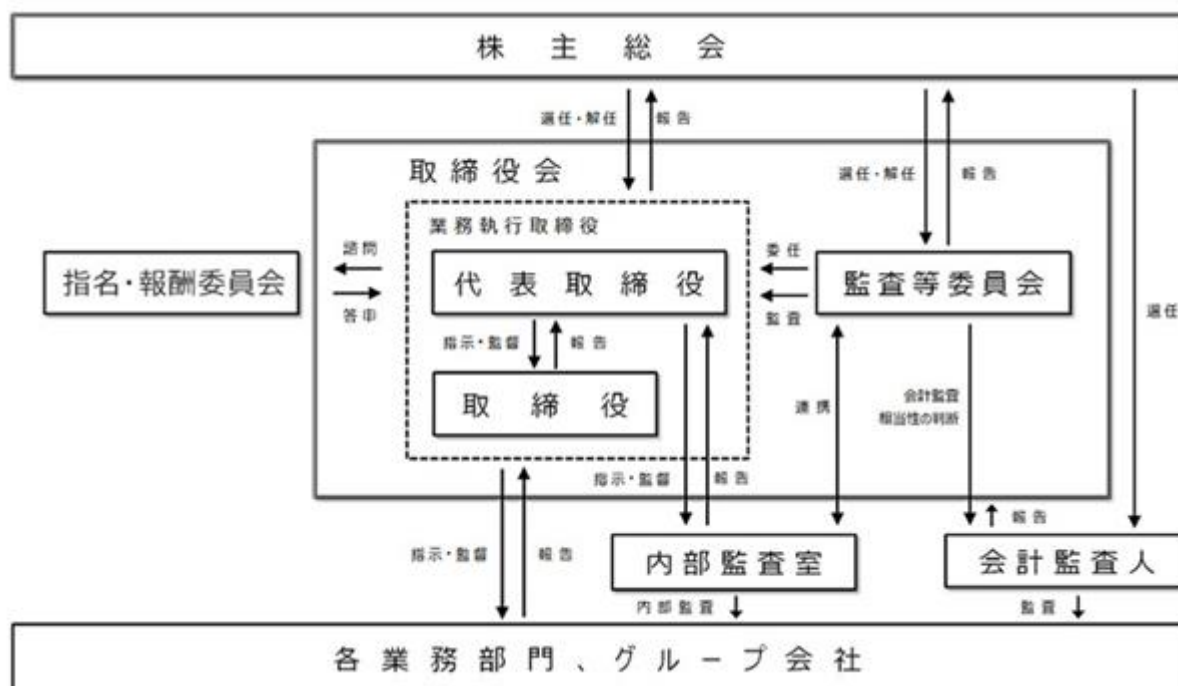 株主総会
選任・解任
報告
選任・解任
報告
選任
取締役会
業務執行取締役
指名・報酬委員会
諮問
答申
代表取締役
委任
監査
監査等委員会
指示・監督
報告
取締役
連携
会計監査
相当性の判断
指示・監督
報告
報告
指示・監督
報告
内部監査室
会計監査人
内部監査
監査
各業務部門、グループ会社